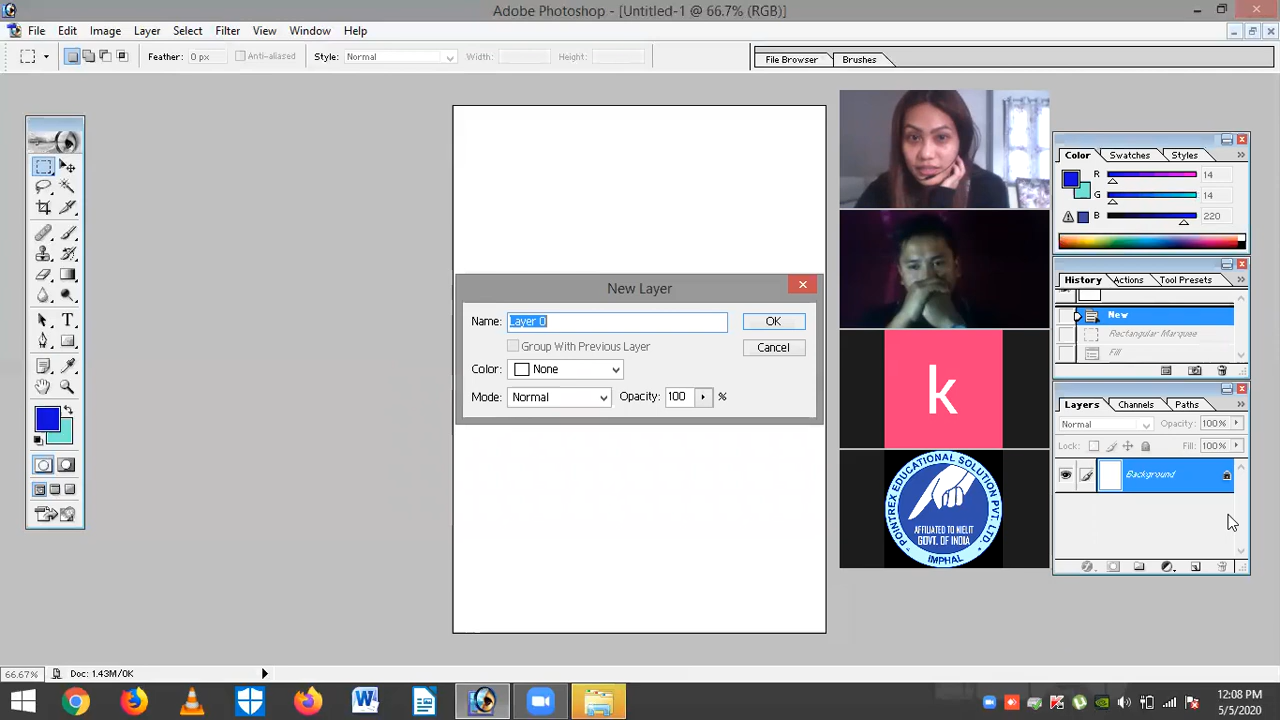 Adobe Photoshop - [Untitled-1 @ 66.7% (RGB)]
File Edit Image Layer Select Filter View Window Help
Feather: 0 px Anti-aliased Style: Normal Width: Height: File Browser Brushes
Color Swatches Styles
R 14
G 14
B 220
History Actions Tool Presets
New
Rectangular Marquee
Fill
New Layer
Name: Layer 0 OK
Group With Previous Layer Cancel
Color: None
Mode: Normal Opacity: 100 %
T
k
POINTREX EDUCATIONAL SOLUTION PVT. LTD.
AFFILIATED TO NIELIT
GOVT. OF INDIA
IMPHAL
Layers Channels Paths
Normal Opacity: 100%
Lock: Fill: 100%
Background
66.67% Doc: 1.43M/0K
12:08 PM
5/5/2020